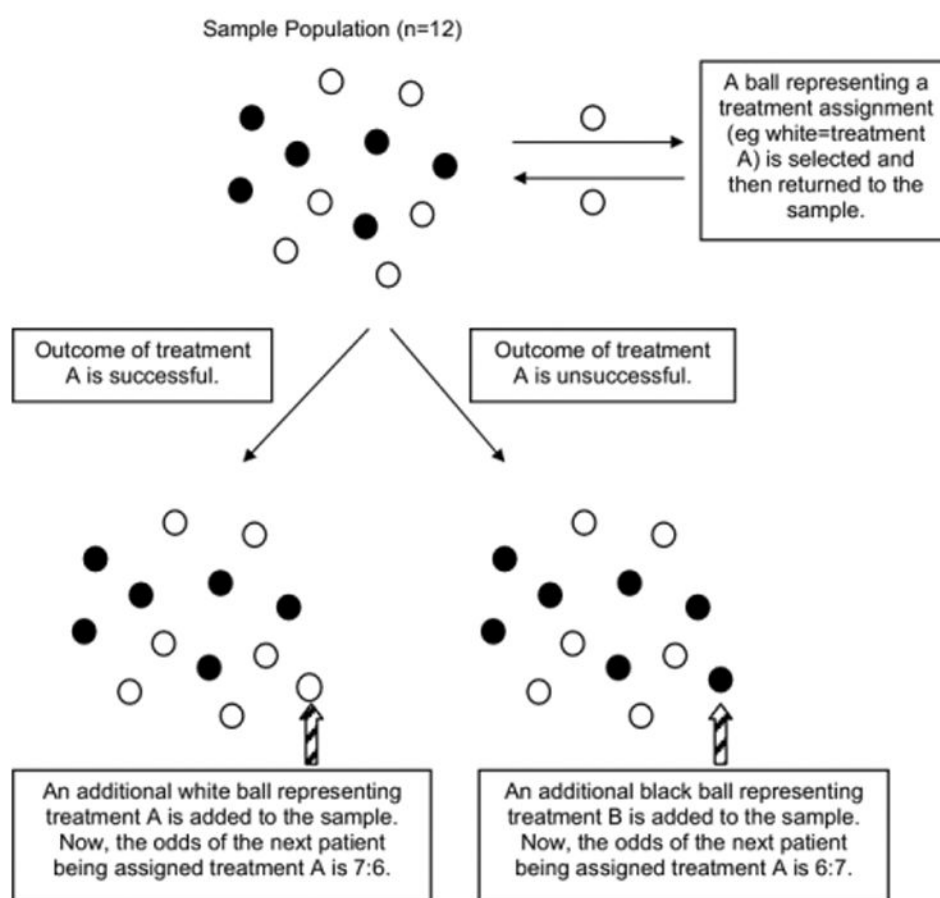 Sample Population (n=12)
A ball representing a
treatment assignment
(eg white=treatment
A) is selected and
then returned to the
sample.
Outcome of treatment
A is successful.
Outcome of treatment
A is unsuccessful.
An additional white ball representing
treatment A is added to the sample.
Now, the odds of the next patient
being assigned treatment A is 7:6.
An additional black ball representing
treatment B is added to the sample.
Now, the odds of the next patient
being assigned treatment A is 6:7.